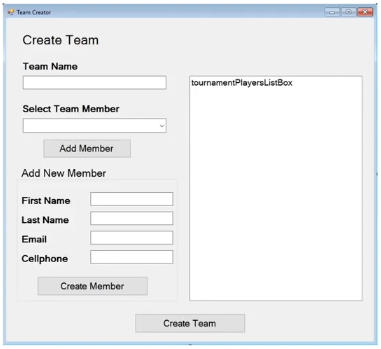 Team Creator
Create Team
Team Name
tournamentPlayersListBox
Select Team Member
Add Member
Add New Member
First Name
Last Name
Email
Cellphone
Create Member
Create Team